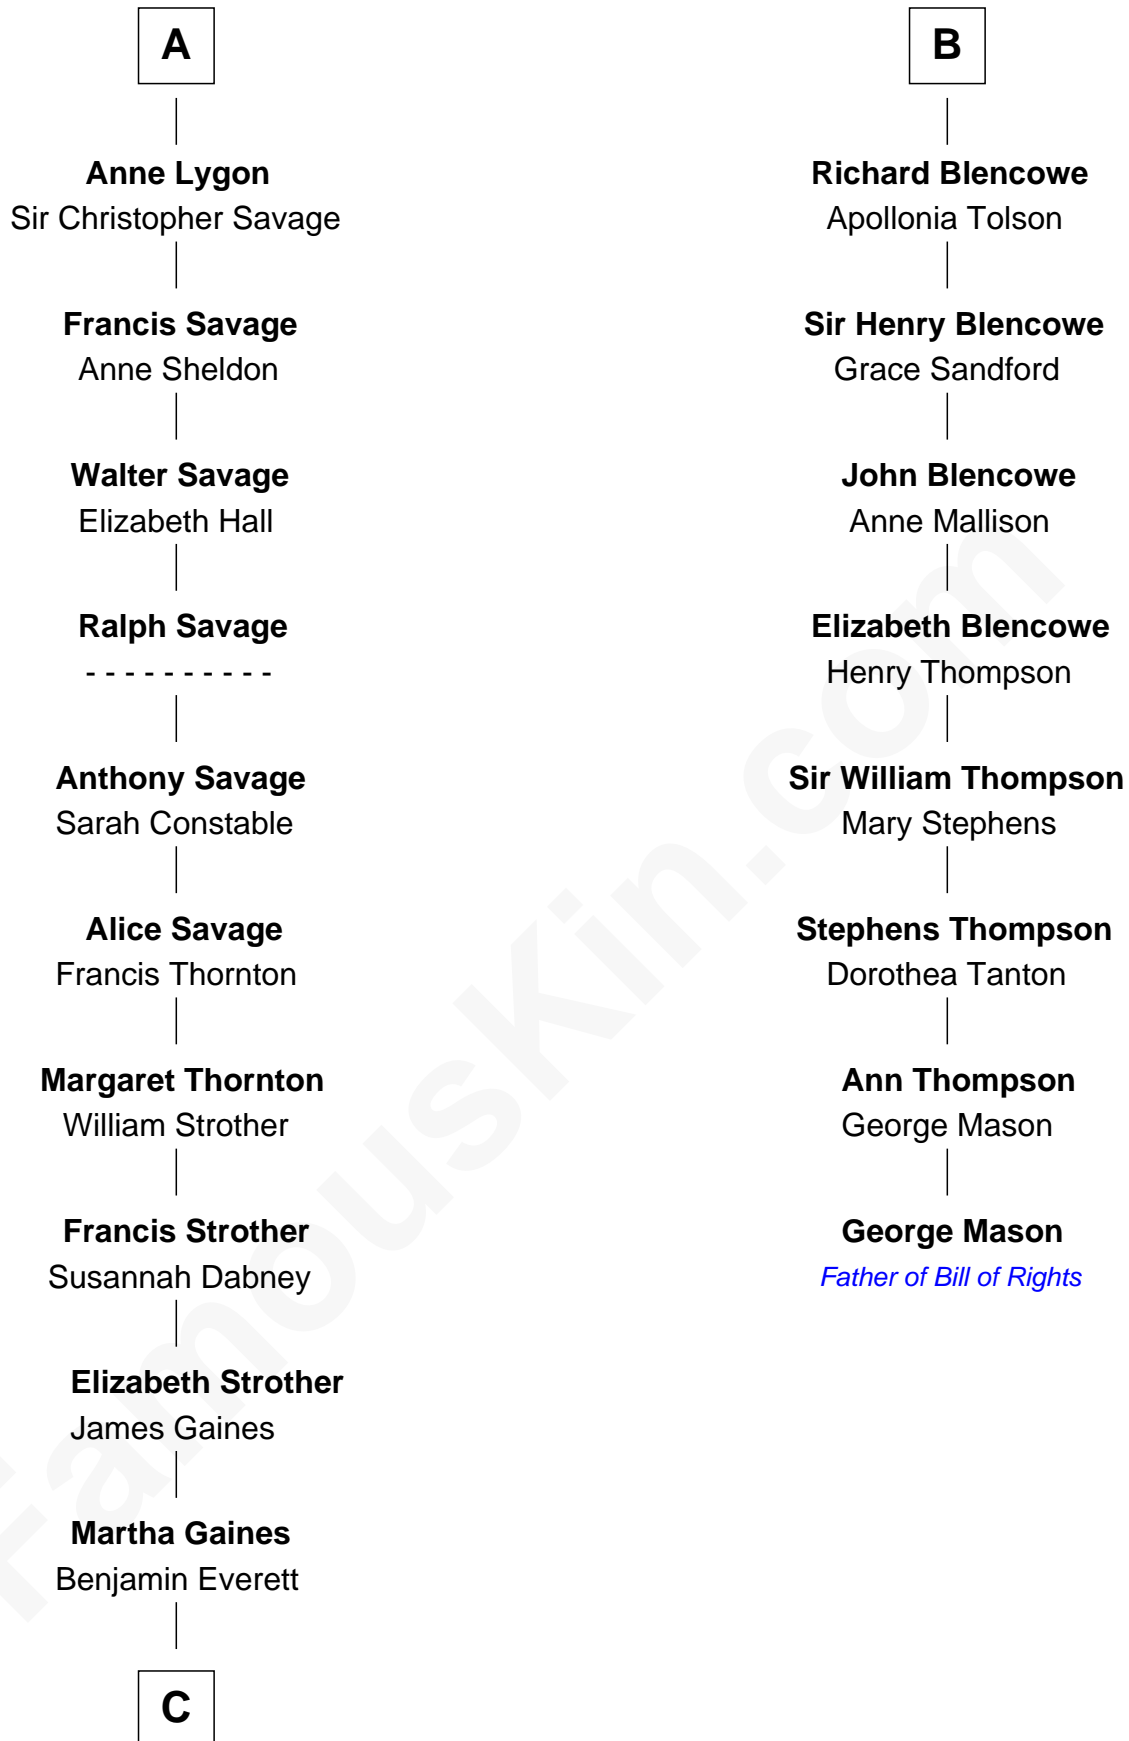 A
Anne Lygon
Sir Christopher Savage
Francis Savage
Anne Sheldon
Walter Savage
Elizabeth Hall
Ralph Savage
- - - - - - - - - -
Anthony Savage
Sarah Constable
Alice Savage
Francis Thornton
Margaret Thornton
William Strother
Francis Strother
Susannah Dabney
Elizabeth Strother
James Gaines
Martha Gaines
Benjamin Everett
C
B
Richard Blencowe
Apollonia Tolson
Sir Henry Blencowe
Grace Sandford
John Blencowe
Anne Mallison
Elizabeth Blencowe
Henry Thompson
Sir William Thompson
Mary Stephens
Stephens Thompson
Dorothea Tanton
Ann Thompson
George Mason
George Mason
Father of Bill of Rights
FamousKin.com